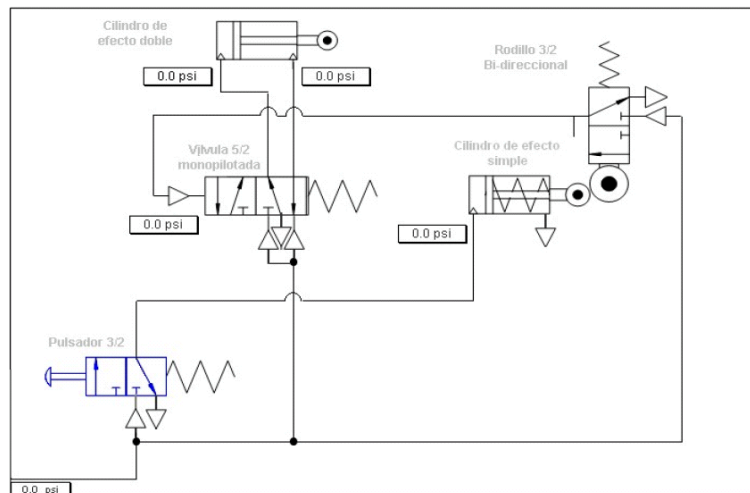 Cilindro de
efecto doble
0.0 psi
0.0 psi
Rodillo 3/2
Bi-direccional
Vįlvula 5/2
monopilotada
Cilindro de efecto
simple
0.0 psi
0.0 psi
Pulsador 3/2
0.0 psi